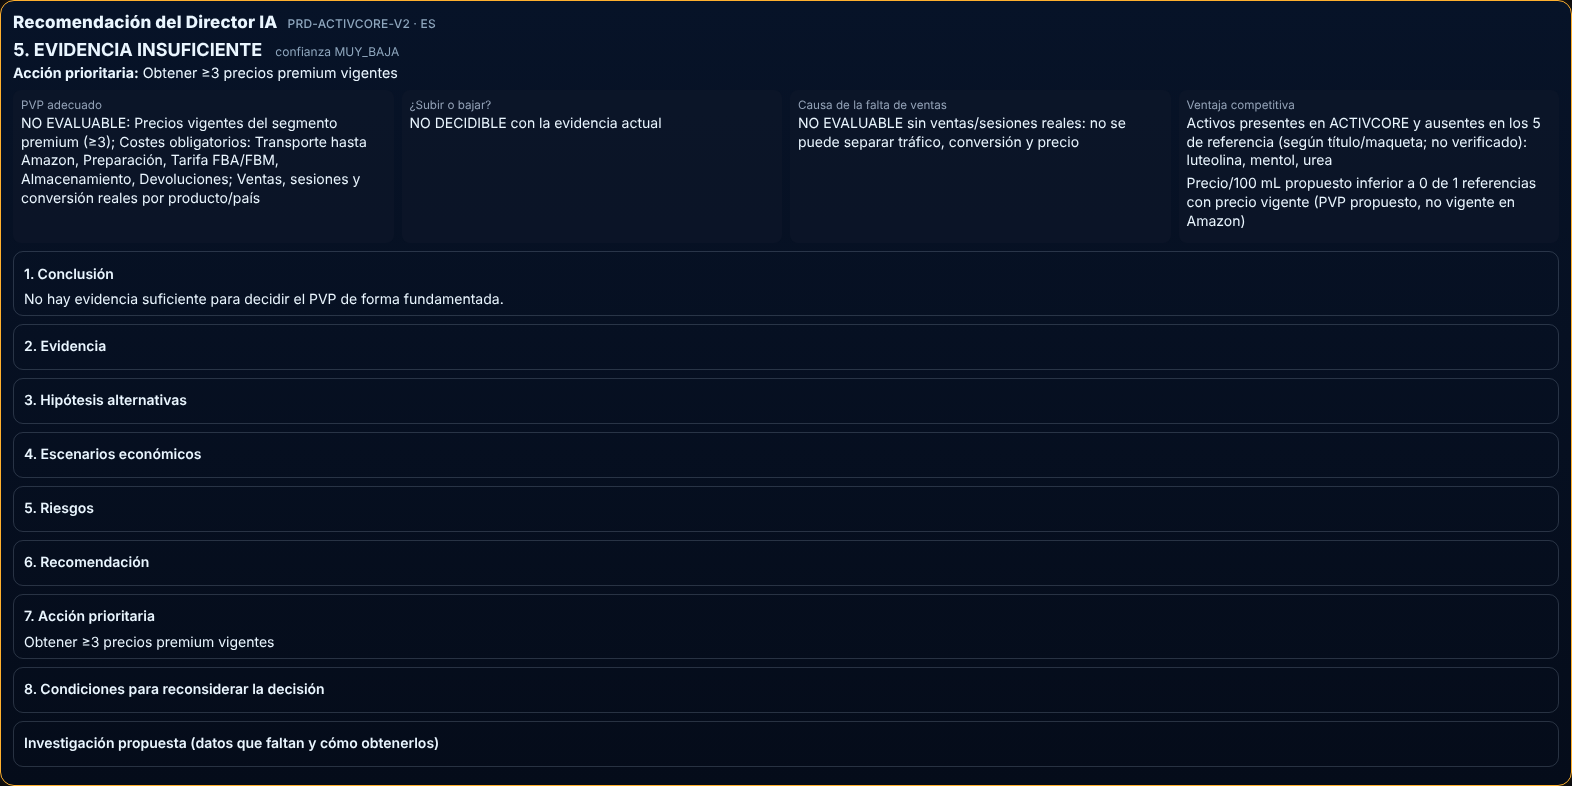 Recomendación del Director IA PRD-ACTIVCORE-V2 · ES
5. EVIDENCIA INSUFICIENTE confianza MUY_BAJA
Acción prioritaria: Obtener ≥3 precios premium vigentes
PVP adecuado
NO EVALUABLE: Precios vigentes del segmento
premium (≥3); Costes obligatorios: Transporte hasta
Amazon, Preparación, Tarifa FBA/FBM,
Almacenamiento, Devoluciones; Ventas, sesiones y
conversión reales por producto/país
¿Subir o bajar?
NO DECIDIBLE con la evidencia actual
Causa de la falta de ventas
NO EVALUABLE sin ventas/sesiones reales: no se
puede separar tráfico, conversión y precio
Ventaja competitiva
Activos presentes en ACTIVCORE y ausentes en los 5
de referencia (según título/maqueta; no verificado):
luteolina, mentol, urea
Precio/100 mL propuesto inferior a 0 de 1 referencias
con precio vigente (PVP propuesto, no vigente en
Amazon)
1. Conclusión
No hay evidencia suficiente para decidir el PVP de forma fundamentada.
2. Evidencia
3. Hipótesis alternativas
4. Escenarios económicos
5. Riesgos
6. Recomendación
7. Acción prioritaria
Obtener ≥3 precios premium vigentes
8. Condiciones para reconsiderar la decisión
Investigación propuesta (datos que faltan y cómo obtenerlos)